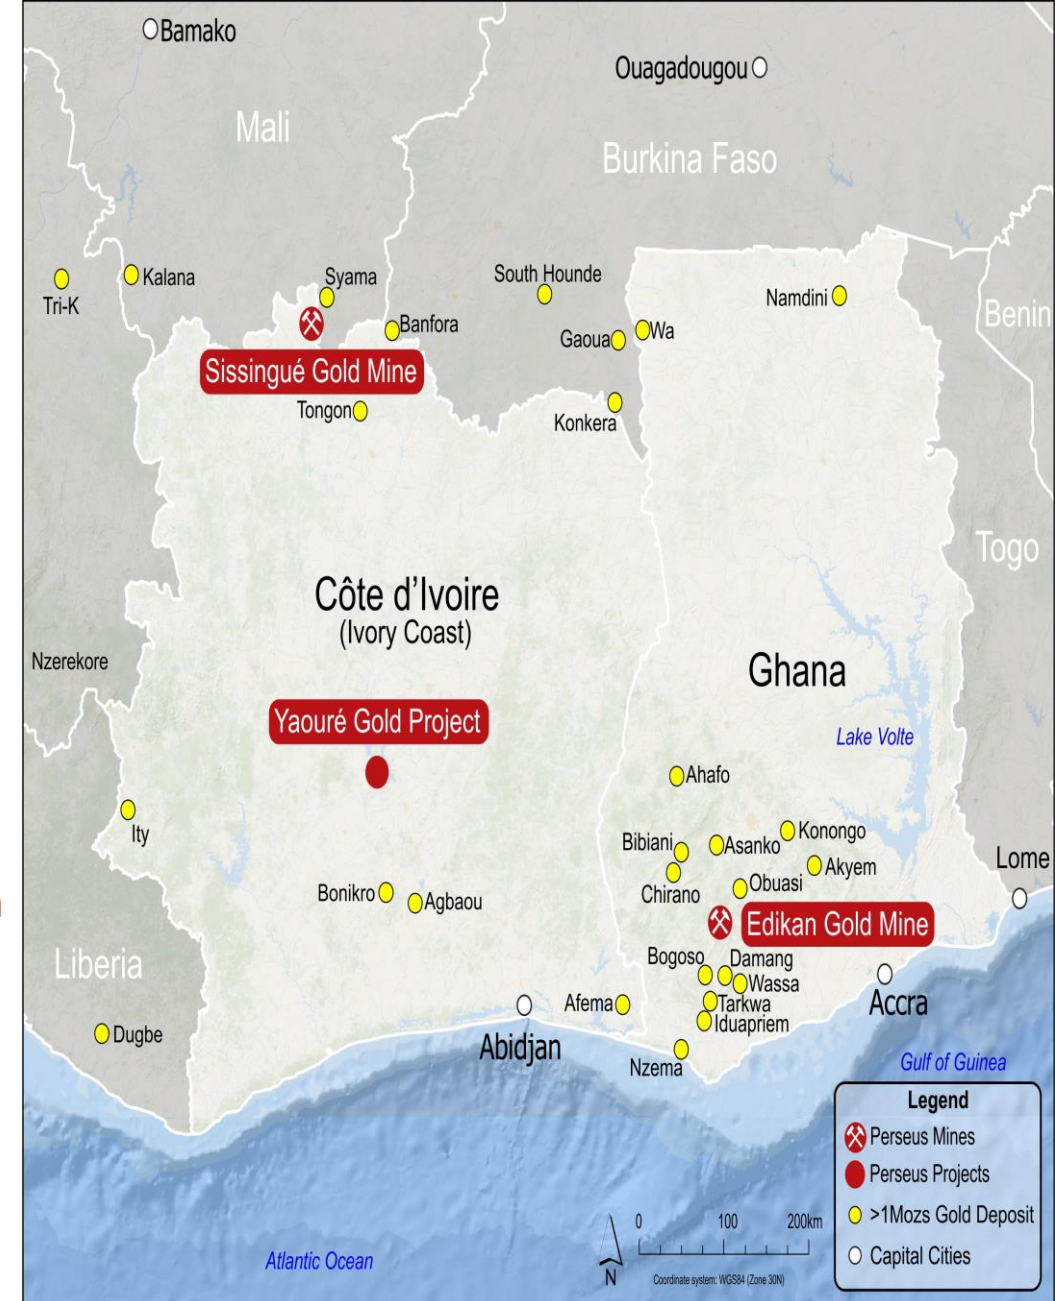 Bamako
Ouagadougou
Mali
Burkina Faso
Tri-K
Kalana
Syama
South Hounde
Namdini
Benin
Banfora
Gaoua
Wa
Sissingué Gold Mine
Tongon
Konkera
Togo
Côte d’Ivoire
(Ivory Coast)
Nzerekore
Ghana
Yaouré Gold Project
Lake Volte
Ahafo
Ity
Bibiani
Asanko
Konongo
Akyem
Lome
Chirano
Obuasi
Bonikro
Agbaou
Edikan Gold Mine
Liberia
Bogoso
Damang
Wassa
Afema
Tarkwa
Accra
Iduapriem
Dugbe
Abidjan
Nzema
Gulf of Guinea
Legend
Perseus Mines
Perseus Projects
>1Mozs Gold Deposit
Capital Cities
Atlantic Ocean
N
0 100 200km
Coordinate system: WGS84 (Zone 30N)